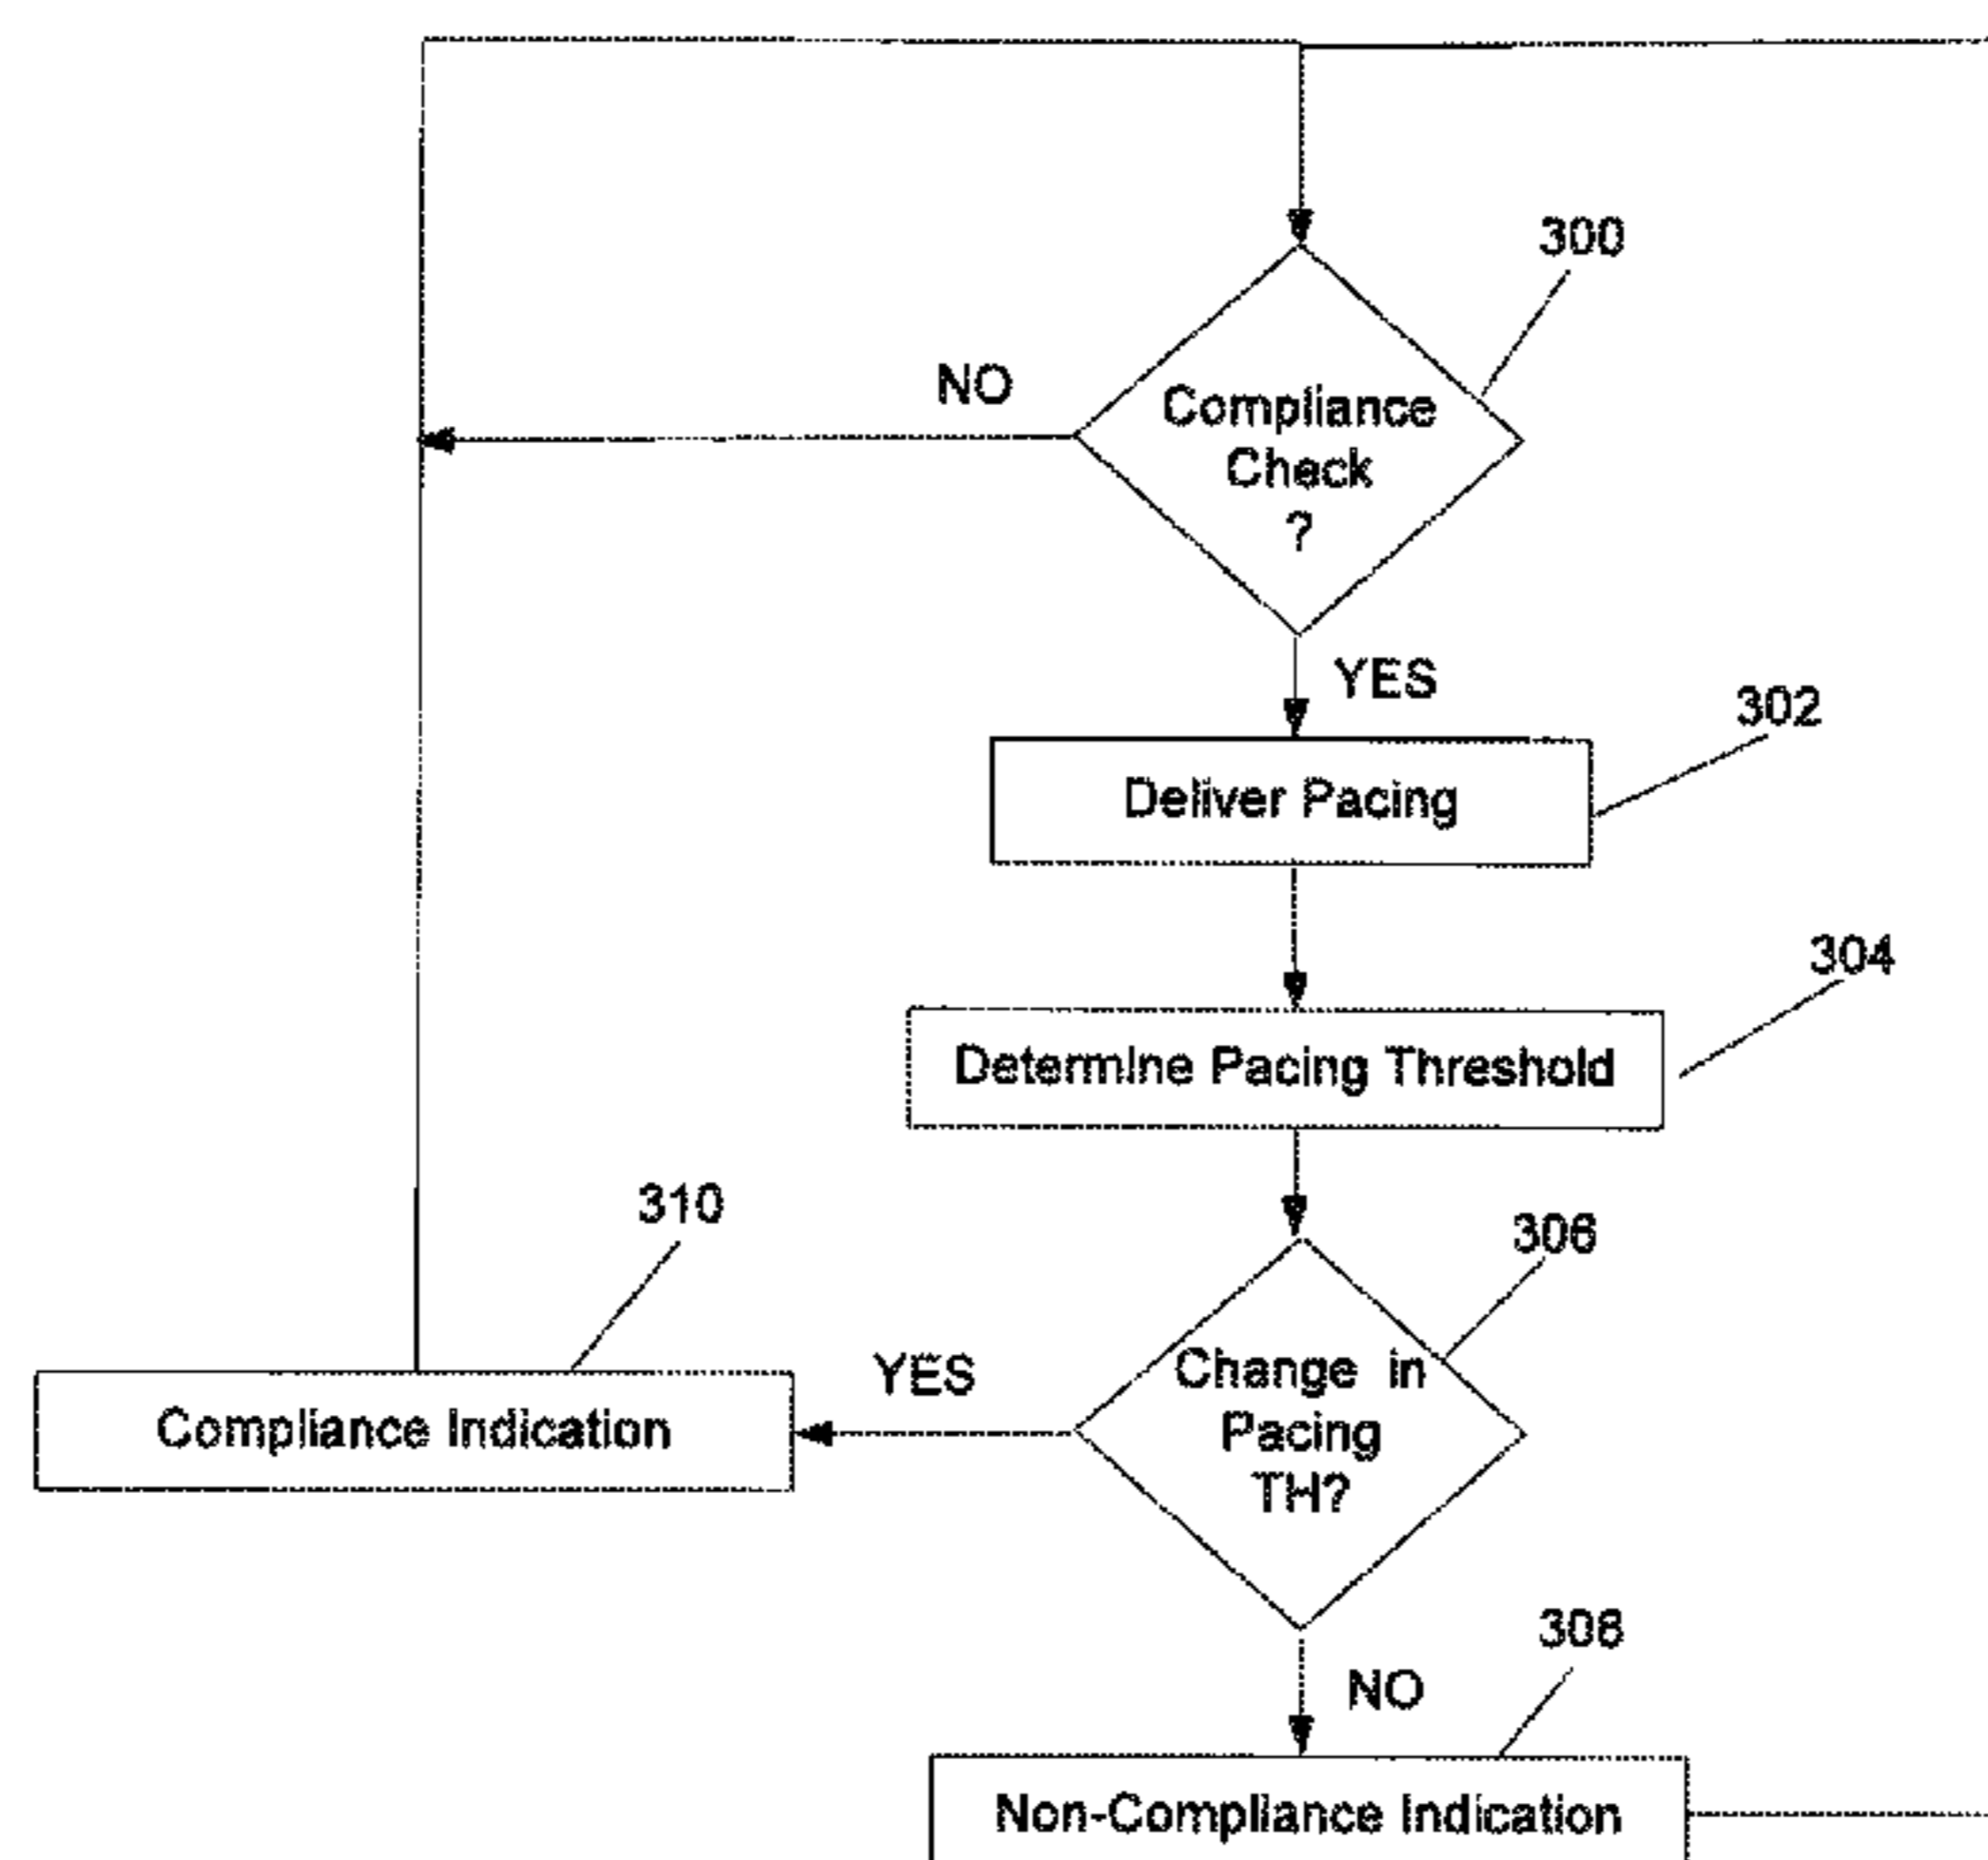 300
NO
Compliance
Check
?
YES
302
Deliver Pacing
304
Determine Pacing Threshold
310
306
YES
Change in
Pacing
TH?
Compliance Indication
308
NO
Non-Compliance Indication